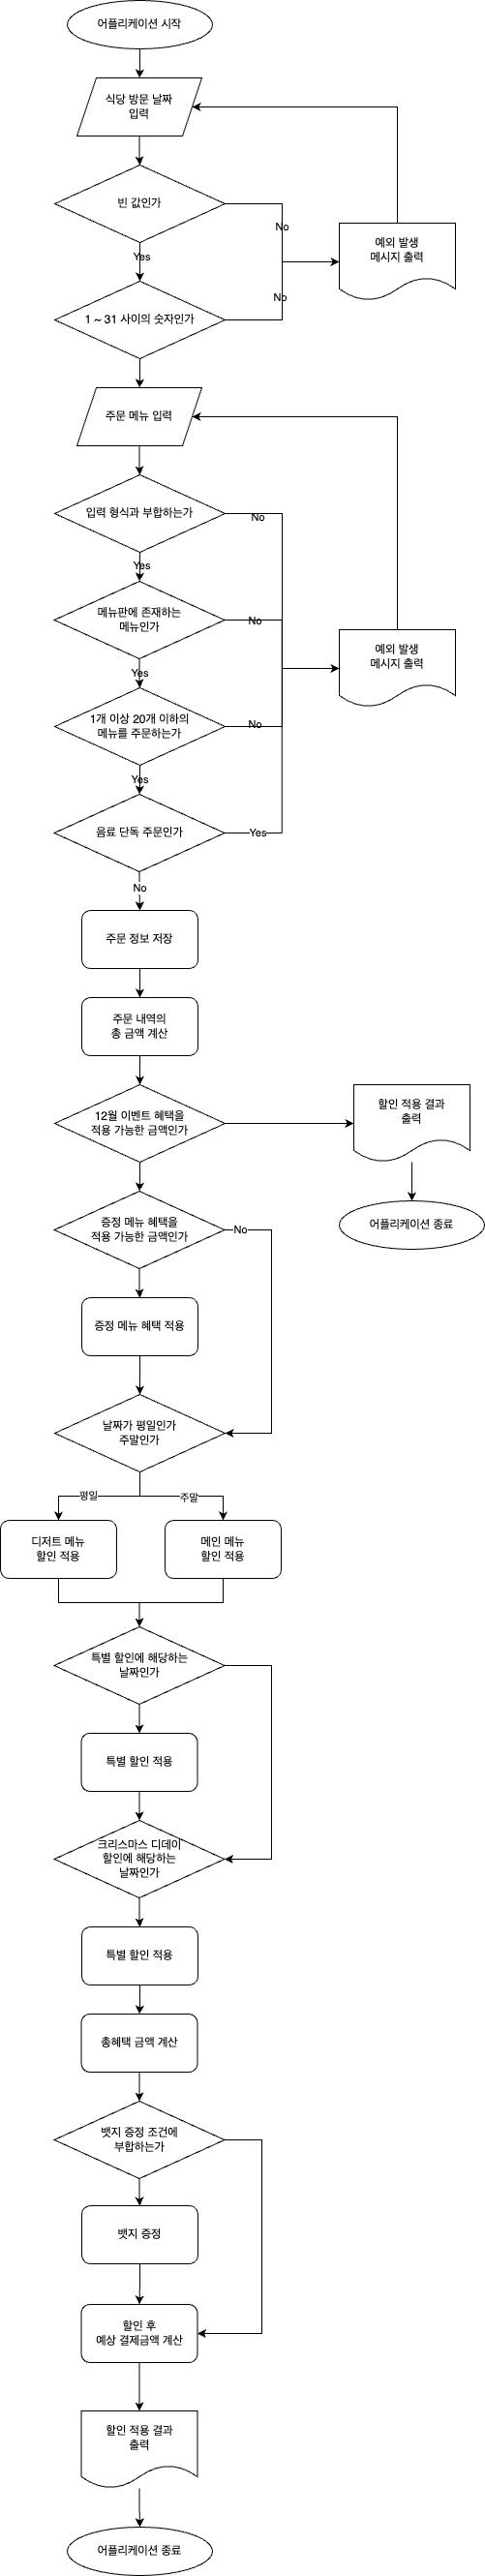 어플리케이션 시작
식당 방문 날짜
입력
빈 값인가
No
예외 발생
메시지 출력
Yes
No
1 ~ 31 사이의 숫자인가
주문 메뉴 입력
입력 형식과 부합하는가
No
Yes
메뉴판에 존재하는
메뉴인가
No
예외 발생
메시지 출력
Yes
1개 이상 20개 이하의
메뉴를 주문하는가
No
Yes
음료 단독 주문인가
Yes
No
주문 정보 저장
주문 내역의
총 금액 계산
12월 이벤트 혜택을
적용 가능한 금액인가
할인 적용 결과
출력
어플리케이션 종료
증정 메뉴 혜택을
적용 가능한 금액인가
No
증정 메뉴 혜택 적용
날짜가 평일인가
주말인가
평일
주말
디저트 메뉴
할인 적용
메인 메뉴
할인 적용
특별 할인에 해당하는
날짜인가
특별 할인 적용
크리스마스 디데이
할인에 해당하는
날짜인가
특별 할인 적용
총혜택 금액 계산
뱃지 증정 조건에
부합하는가
뱃지 증정
할인 후
예상 결제금액 계산
할인 적용 결과
출력
어플리케이션 종료